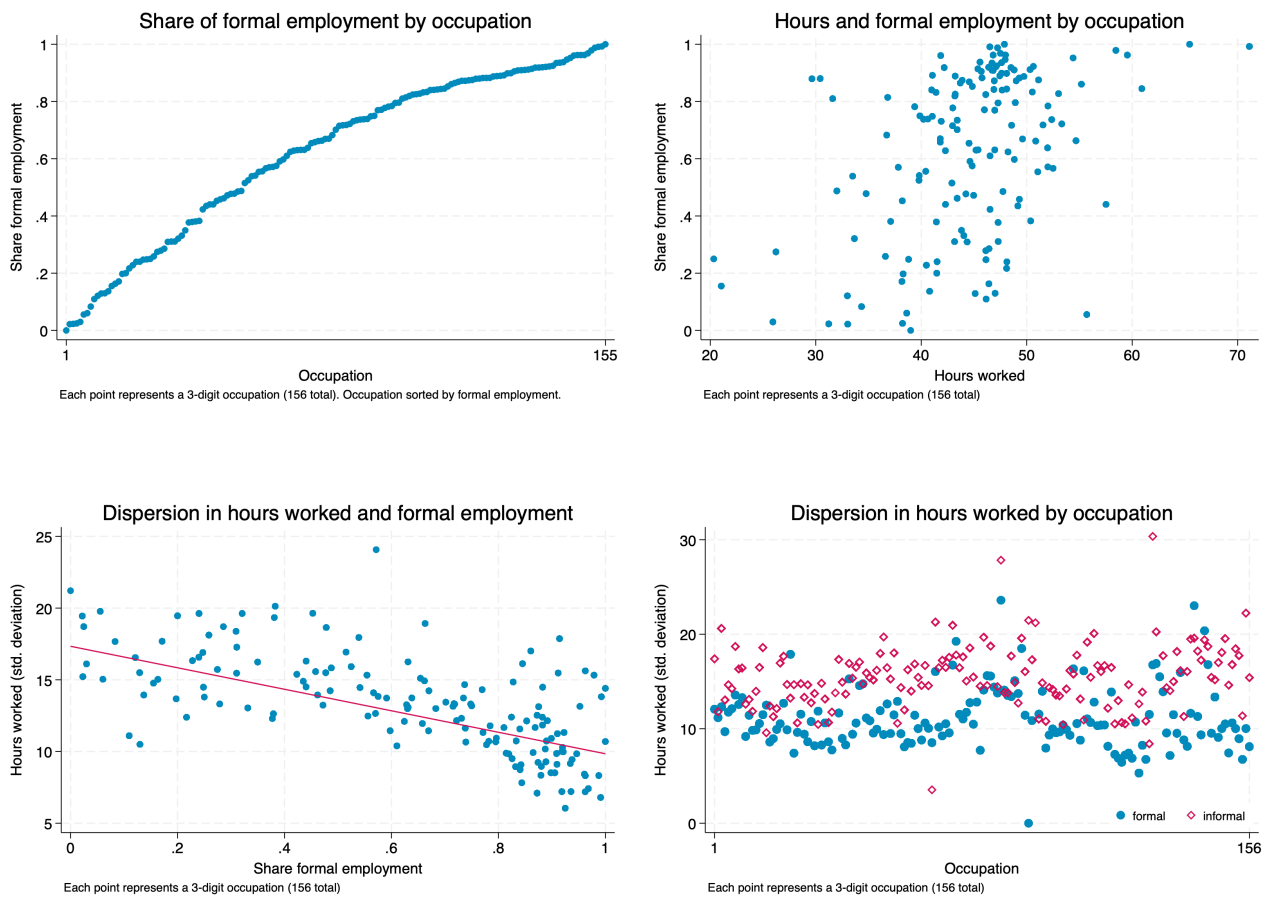 Share of formal employment by occupation
Share formal employment
1
.8
.6
.4
.2
0
1
155
Occupation
Each point represents a 3-digit occupation (156 total). Occupation sorted by formal employment.
Hours and formal employment by occupation
Share formal employment
1
.8
.6
.4
.2
0
20
30
40
50
60
70
Hours worked
Each point represents a 3-digit occupation (156 total)
Dispersion in hours worked and formal employment
Hours worked (std. deviation)
25
20
15
10
5
0
.2
.4
.6
.8
1
Share formal employment
Each point represents a 3-digit occupation (156 total)
Dispersion in hours worked by occupation
Hours worked (std. deviation)
30
20
10
0
formal
informal
1
156
Occupation
Each point represents a 3-digit occupation (156 total)